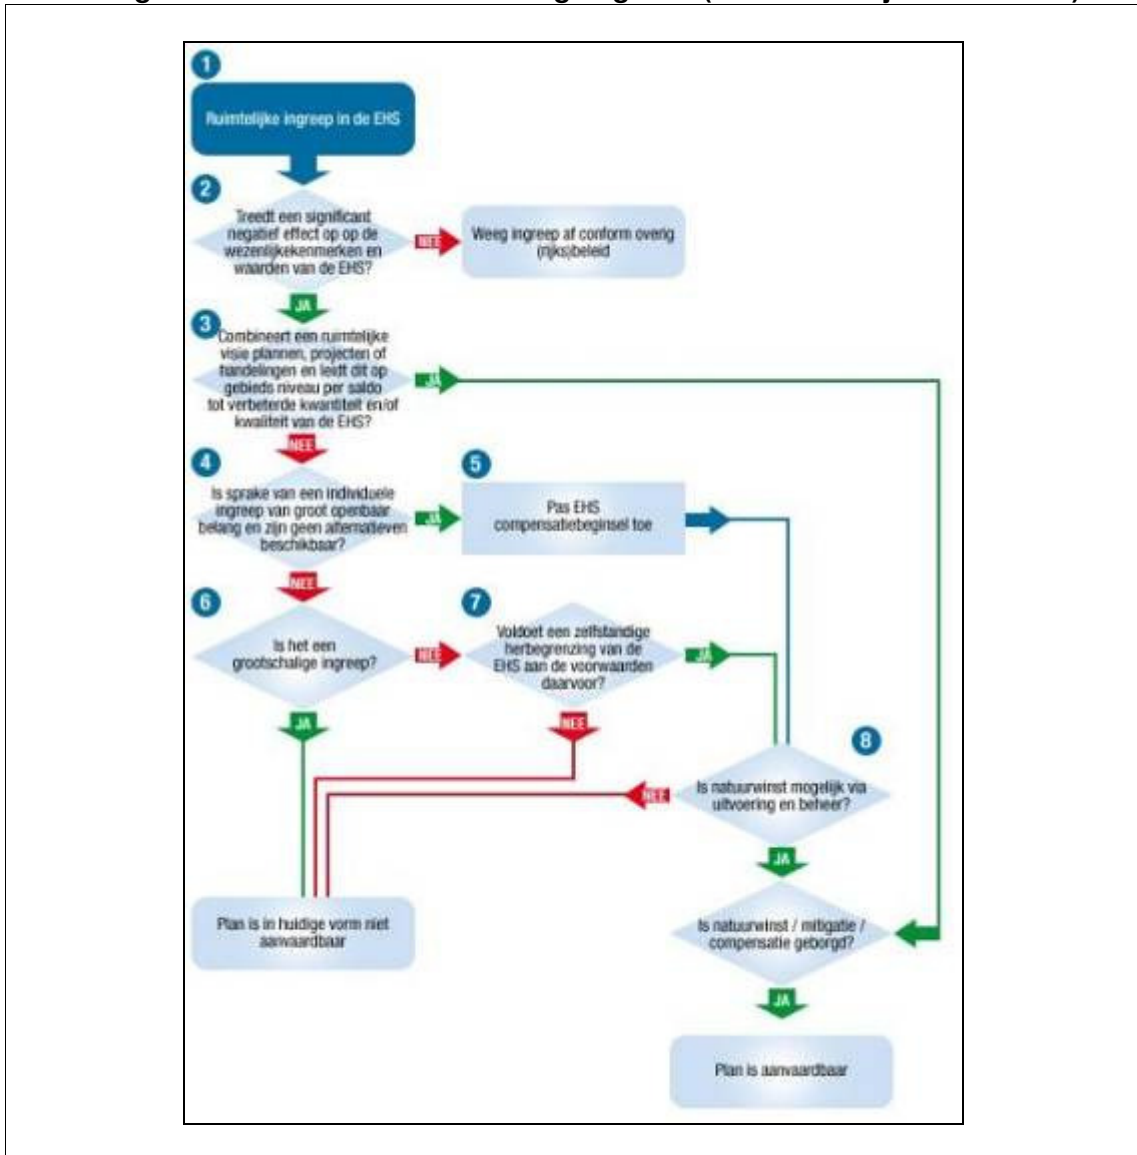 1
Ruimtelijke ingreep in de EHS
2
Treedt een significant
negatief effect op op de
wezenlijkekenmerken en
waarden van de EHS?
NEE
Weeg ingreep af conform overig
(rijks)beleid
JA
3
Combineert een ruimtelijke
visie plannen, projecten of
handelingen en leidt dit op
gebieds niveau per saldo
tot verbeterde kwantiteit en/of
kwaliteit van de EHS?
JA
NEE
4
Is sprake van een individuele
ingreep van groot openbaar
belang en zijn geen alternatieven
beschikbaar?
JA
5
Pas EHS
compensatiebeginsel toe
NEE
6
Is het een
grootschalige ingreep?
NEE
7
Voldoet een zelfstandige
herbegrenzing van de
EHS aan de voorwaarden
daarvoor?
JA
JA
NEE
8
Is natuurwinst mogelijk via
uitvoering en beheer?
NEE
JA
Plan is in huidige vorm niet
aanvaardbaar
Is natuurwinst / mitigatie /
compensatie geborgd?
JA
Plan is aanvaardbaar